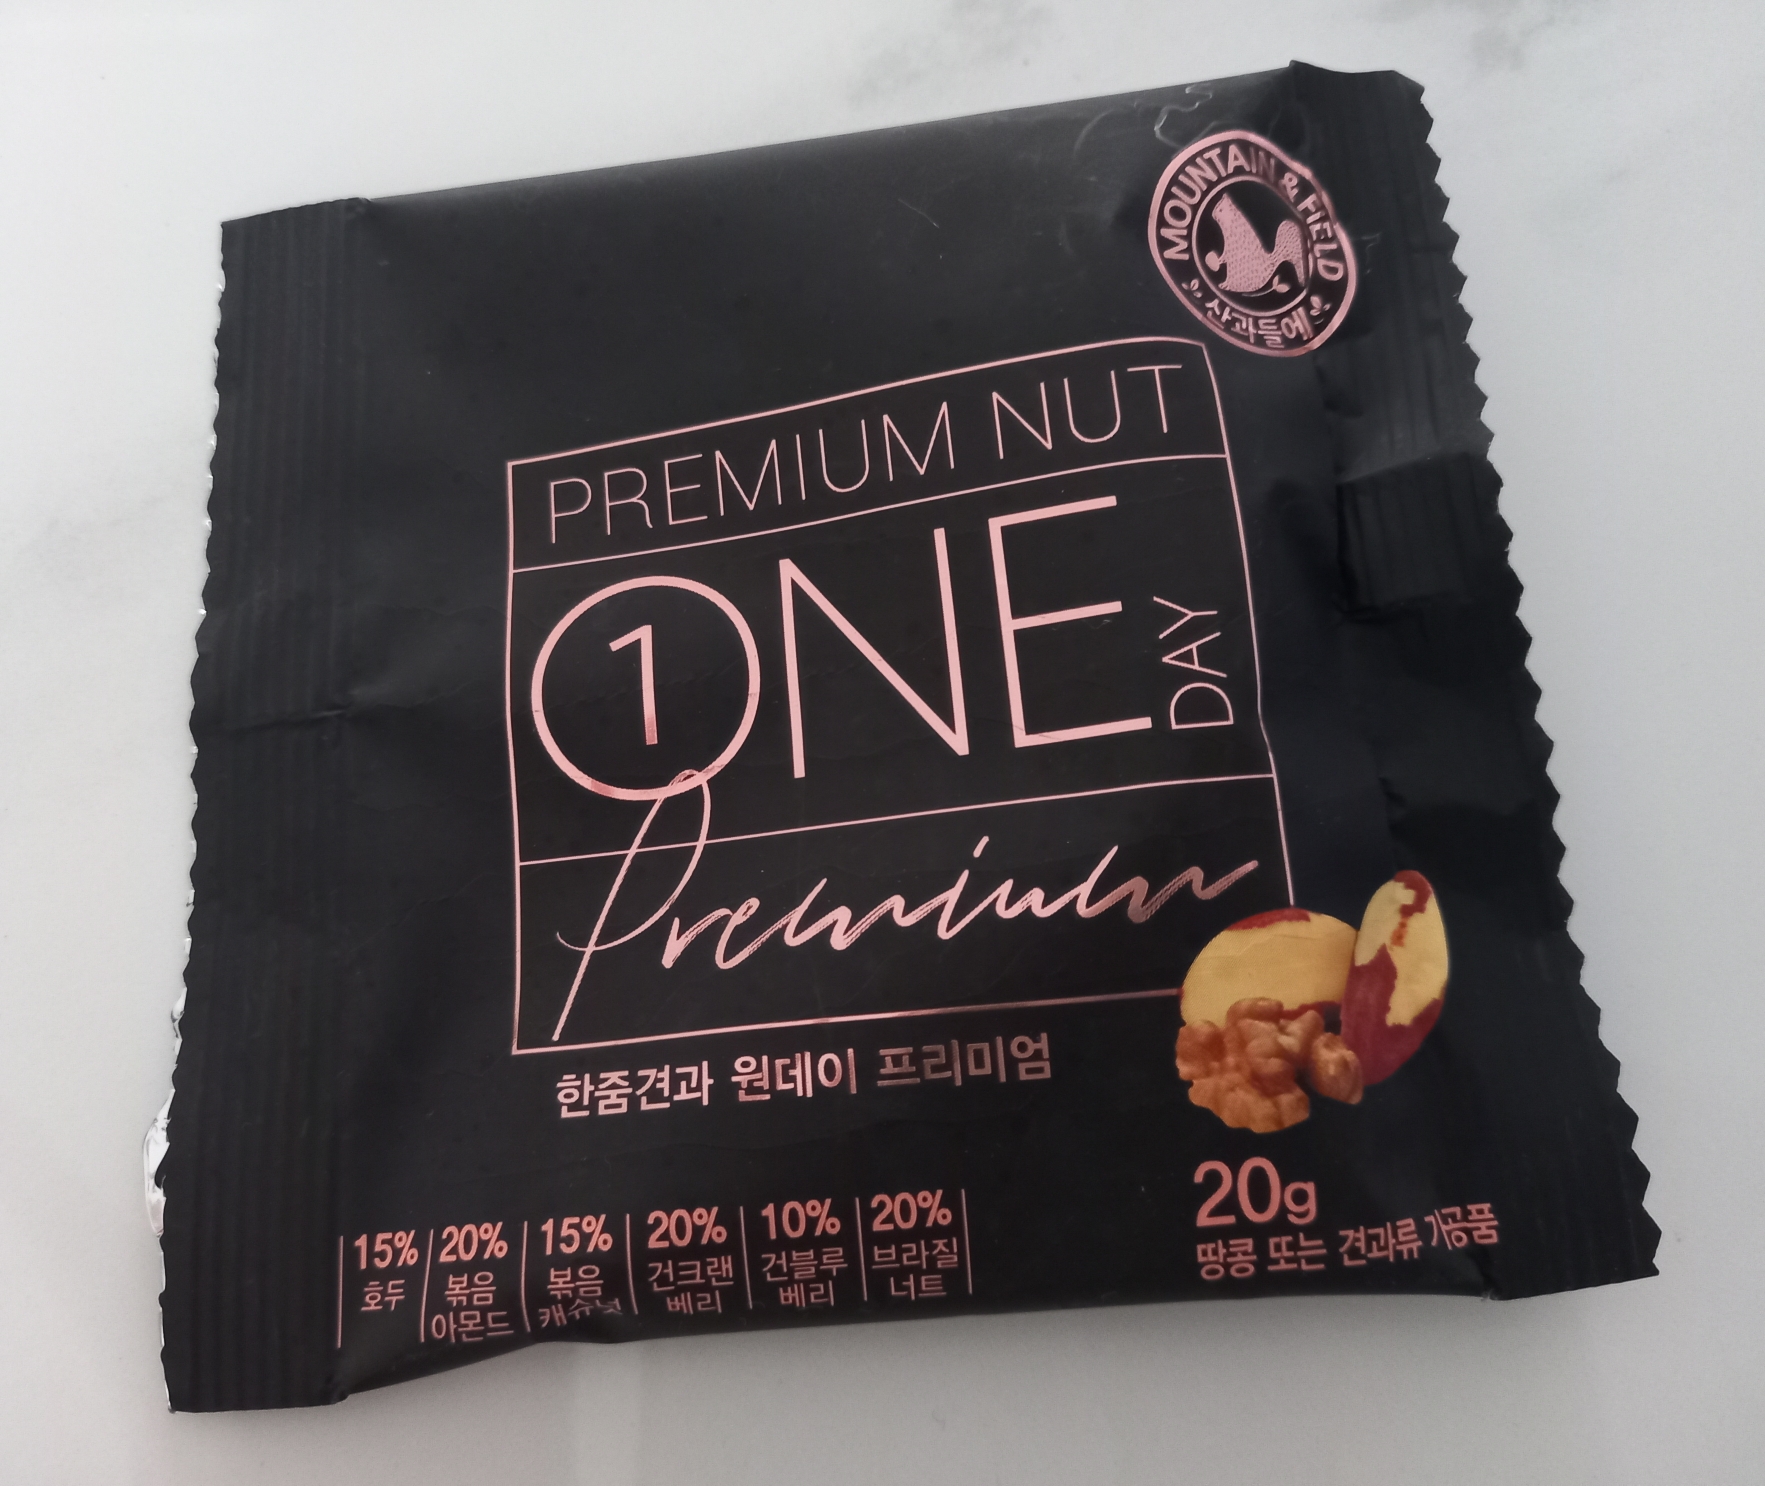 MOUNTAIN & FIELD
산과들에
PREMIUM NUT
1
ONE
DAY
Premium
한줌견과 원데이 프리미엄
15%
호두
20%
볶음
아몬드
15%
볶음
캐슈넛
20%
건크랜
베리
10%
건블루
베리
20%
브라질
너트
20g
땅콩 또는 견과류 가공품